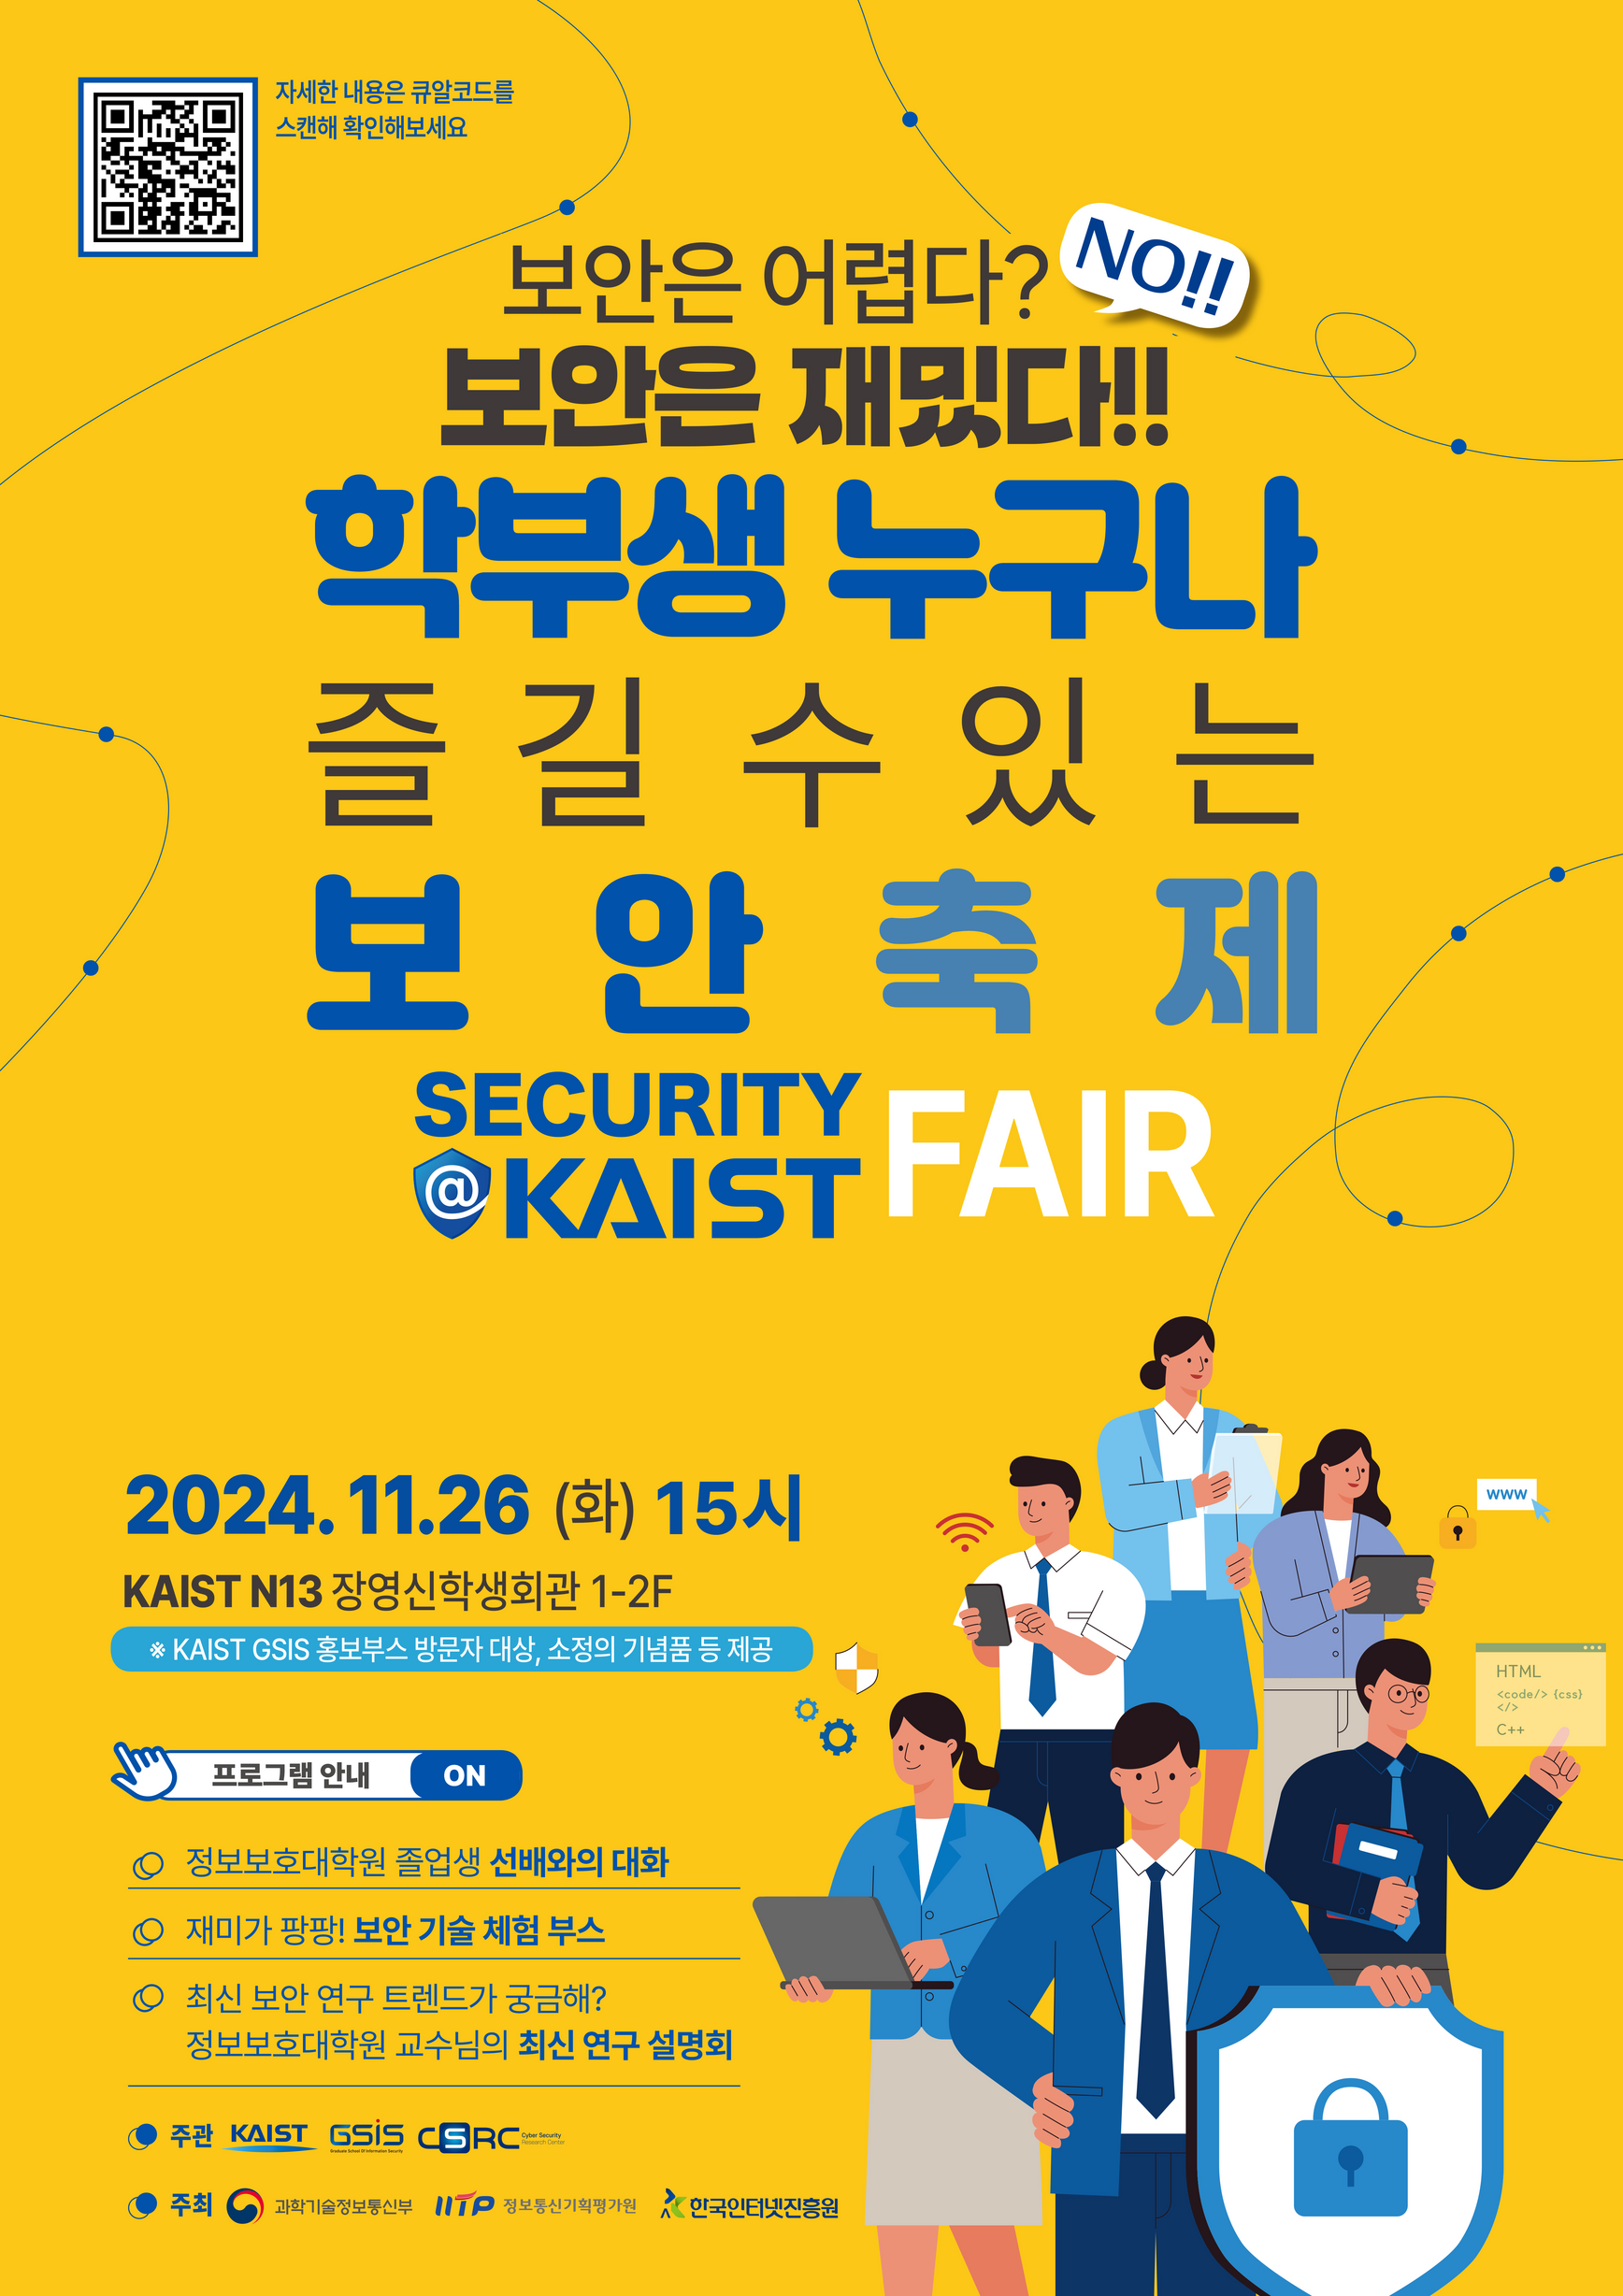 자세한 내용은 큐알코드를
스캔해 확인해보세요
보안은 어렵다?
NO!!
보안은 재밌다!!
학부생 누구나
즐길 수 있는
보안축제
SECURITY
@KAIST
FAIR
2024. 11.26 (화) 15시
KAIST N13 장영신학생회관 1-2F
※ KAIST GSIS 홍보부스 방문자 대상, 소정의 기념품 등 제공
프로그램 안내 ON
정보보호대학원 졸업생 선배와의 대화
재미가 팡팡! 보안 기술 체험 부스
최신 보안 연구 트렌드가 궁금해?
정보보호대학원 교수님의 최신 연구 설명회
www
HTML
<code/> {css}
</>
C++
주관 KAIST GSIS CSRC
Graduate School Of Information Security
Cyber Security
Research Center
주최 과학기술정보통신부 IITP 정보통신기획평가원 한국인터넷진흥원